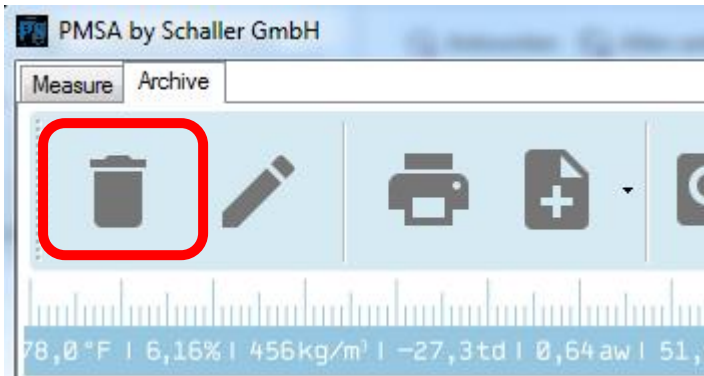 PMSA by Schaller GmbH
Measure Archive
78,0°F | 6,16% | 456kg/m³ | -27,3td | 0,64aw | 51,